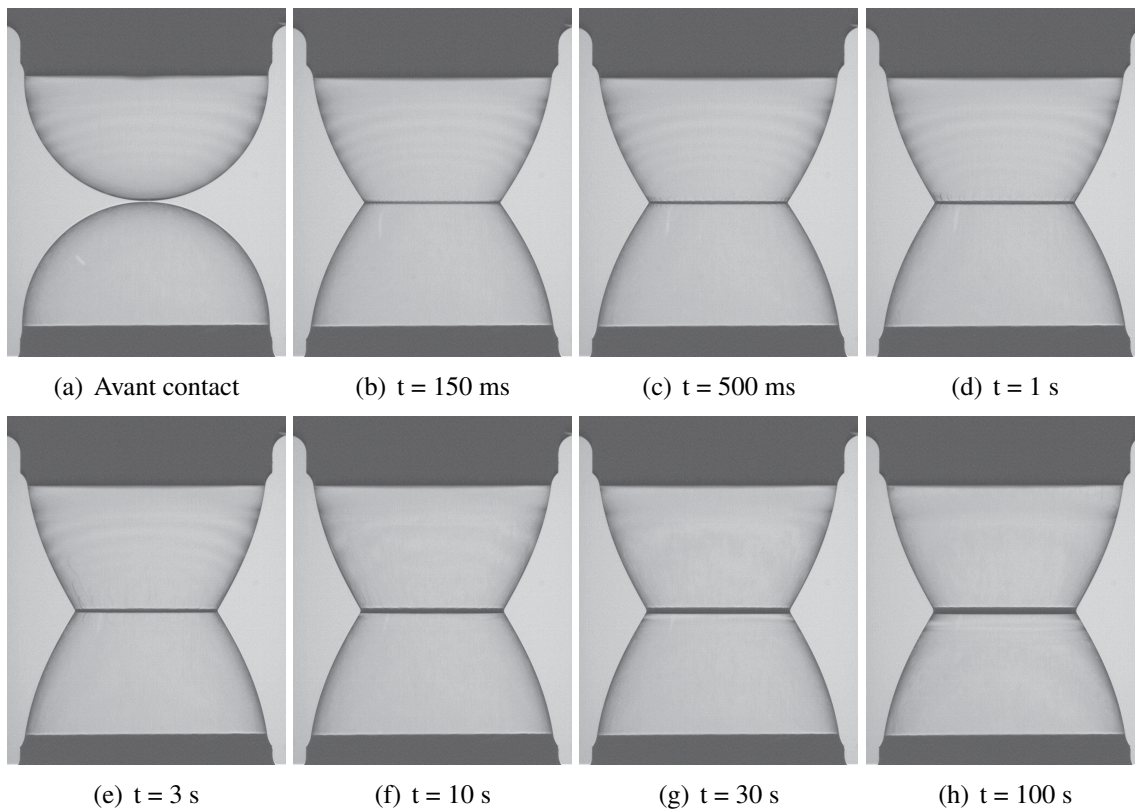 (a) Avant contact
(b) t = 150 ms
(c) t = 500 ms
(d) t = 1 s
(e) t = 3 s
(f) t = 10 s
(g) t = 30 s
(h) t = 100 s